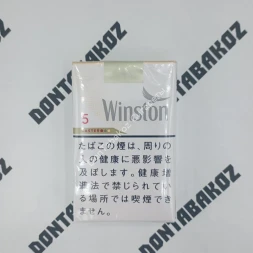 DONTABAKOZ
DONTABAKOZ
Winston
5
たばこの煙は、周りの
人の健康に悪影響を
及ぼします。健康増
進法で禁じられてい
る場所では喫煙でき
ません。
DONTABAKOZ